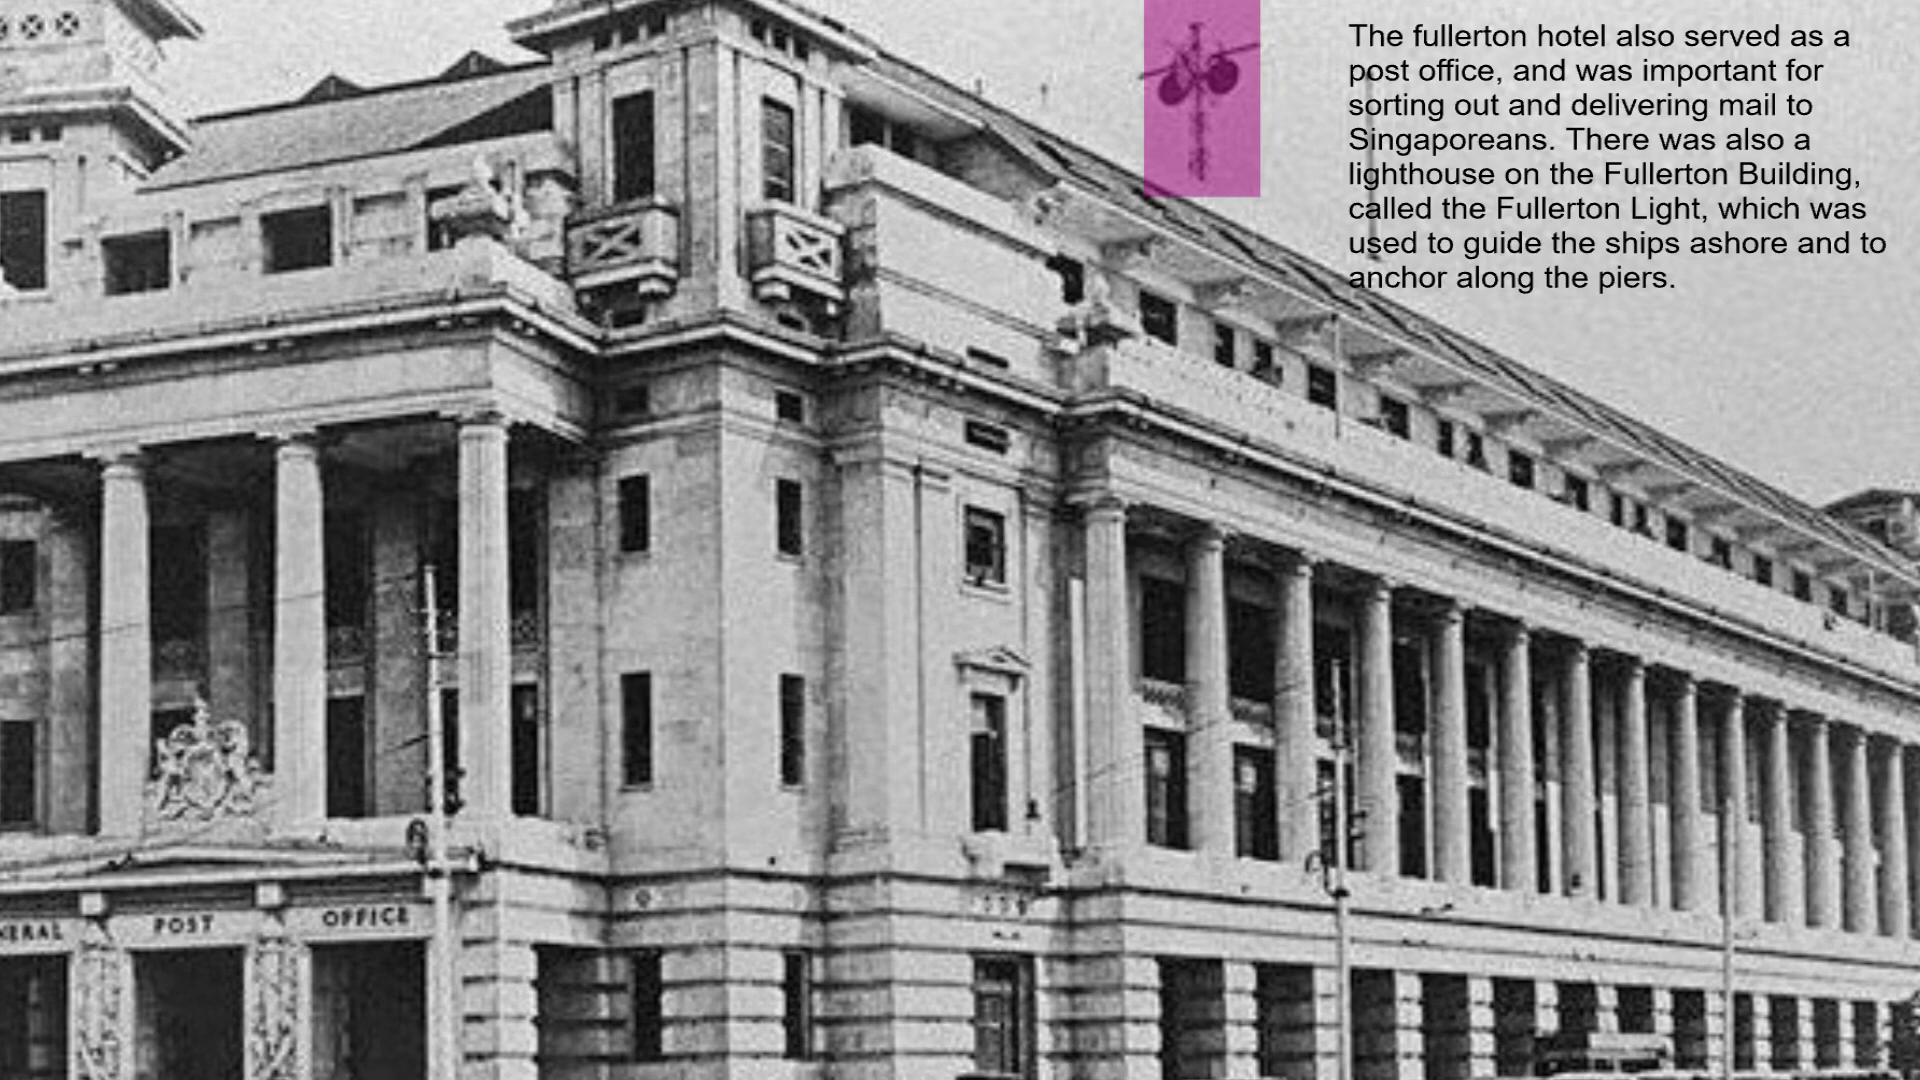 The fullerton hotel also served as a
post office, and was important for
sorting out and delivering mail to
Singaporeans. There was also a
lighthouse on the Fullerton Building,
called the Fullerton Light, which was
used to guide the ships ashore and to
anchor along the piers.
NERAL POST OFFICE